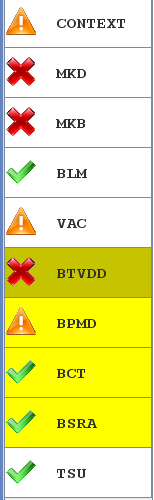 CONTEXT
MKD
MKB
BLM
VAC
BTVDD
BPMD
BCT
BSRA
TSU